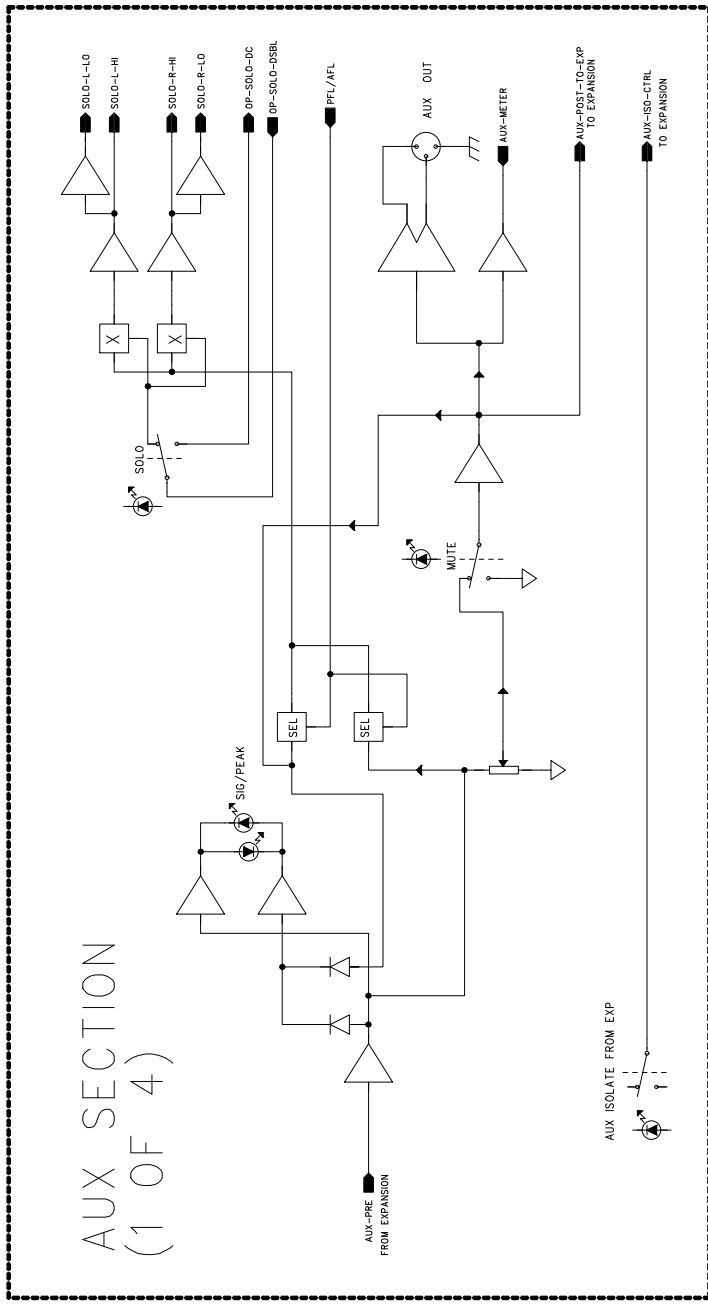 AUX SECTION
(1 OF 4)
AUX-PRE
FROM EXPANSION
SIG/PEAK
SEL
SEL
SOLO
X
X
SOLO-L-LO
SOLO-L-HI
SOLO-R-HI
SOLO-R-LO
OP-SOLO-DC
OP-SOLO-DSBL
PFL/AFL
MUTE
AUX OUT
AUX-METER
AUX-POST-TO-EXP
TO EXPANSION
AUX ISOLATE FROM EXP
AUX-ISO-CTRL
TO EXPANSION